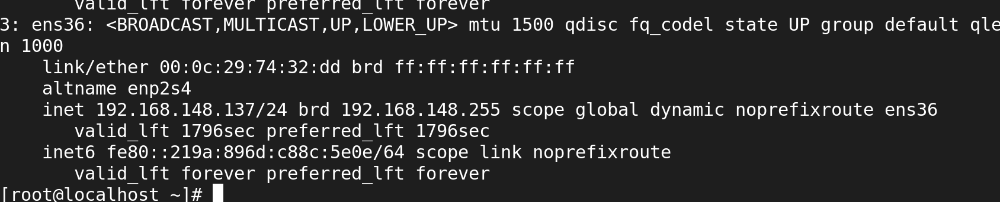 valid_lft forever preferred_lft forever
3: ens36: <BROADCAST,MULTICAST,UP,LOWER_UP> mtu 1500 qdisc fq_codel state UP group default qle
n 1000
link/ether 00:0c:29:74:32:dd brd ff:ff:ff:ff:ff:ff
altname enp2s4
inet 192.168.148.137/24 brd 192.168.148.255 scope global dynamic noprefixroute ens36
valid_lft 1796sec preferred_lft 1796sec
inet6 fe80::219a:896d:c88c:5e0e/64 scope link noprefixroute
valid_lft forever preferred_lft forever
[root@localhost ~]#